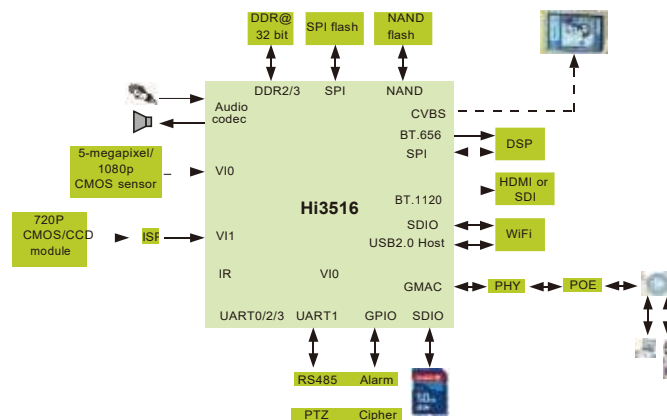 DDR@
32 bit
SPI flash
NAND
flash
DDR2/3
SPI
NAND
Audio
codec
CVBS
BT.656
SPI
DSP
5-megapixel/
1080p
CMOS sensor
VI0
Hi3516
BT.1120
HDMI or
SDI
720P
CMOS/CCD
module
ISP
VI1
SDIO
USB2.0 Host
WiFi
IR
VI0
GMAC
PHY
POE
UART0/2/3
UART1
GPIO
SDIO
RS485
Alarm
PTZ
Cipher